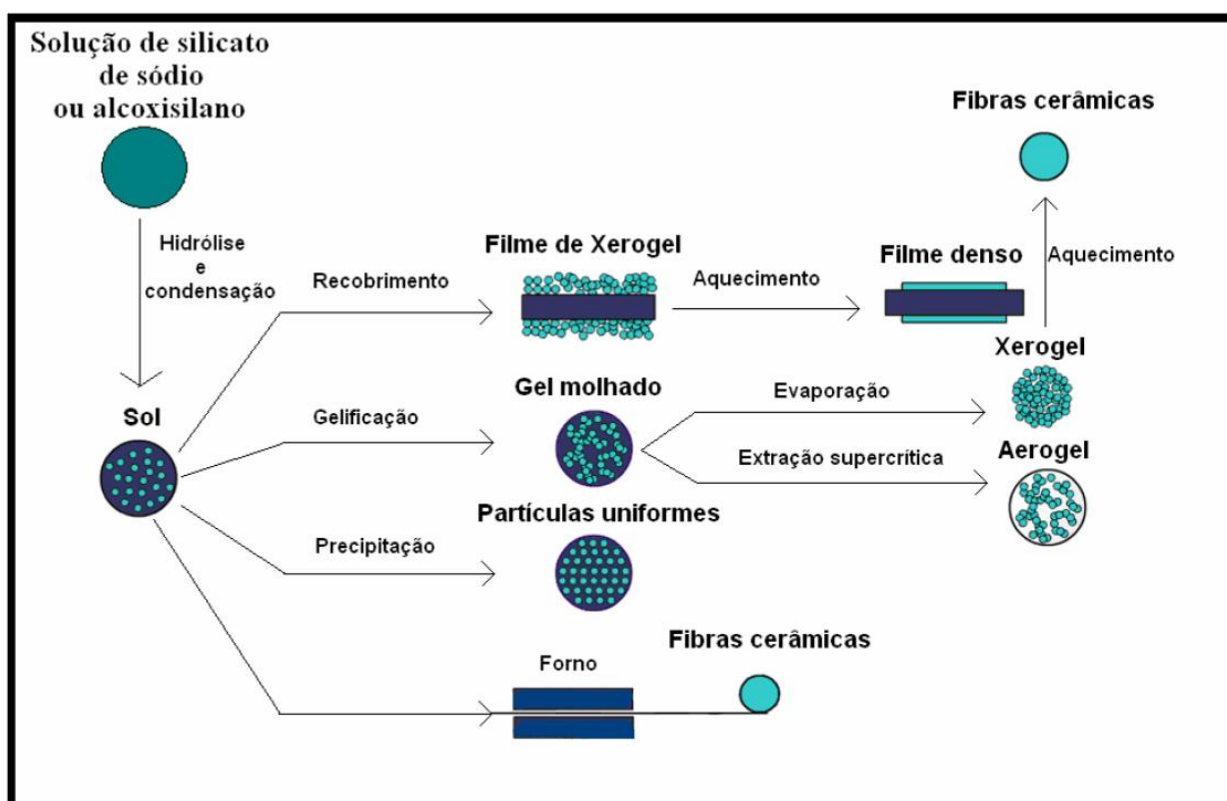 Solução de silicato
de sódio
ou alcoxisilano
Fibras cerâmicas
Hidrólise
e
condensação
Recobrimento
Filme de Xerogel
Aquecimento
Filme denso
Aquecimento
Xerogel
Sol
Gelificação
Gel molhado
Evaporação
Extração supercrítica
Aerogel
Partículas uniformes
Precipitação
Forno
Fibras cerâmicas